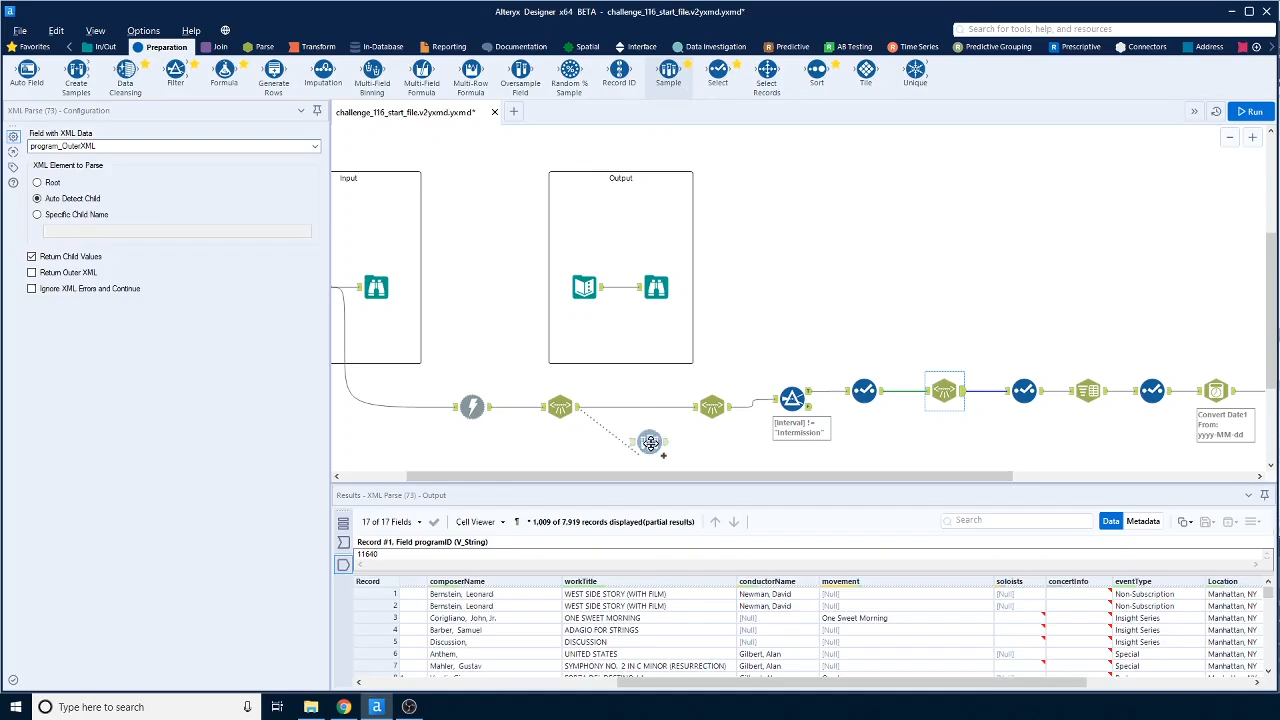 Alteryx Designer x64 BETA - challenge_116_start_file.v2yxmd.yxmd*
File Edit View Options Help
Search for tools, help, and resources
Favorites In/Out Preparation Join Parse Transform In-Database Reporting Documentation Spatial Interface Data Investigation Predictive AB Testing Time Series Predictive Grouping Prescriptive Connectors Address
Auto Field Create Samples Data Cleansing Filter Formula Generate Rows Imputation Multi-Field Binning Multi-Field Formula Multi-Row Formula Oversample Field Random % Sample Record ID Sample Select Select Records Sort Tile Unique
XML Parse (73) - Configuration
challenge_116_start_file.v2yxmd.yxmd*
Run
Field with XML Data
program_OuterXML
XML Element to Parse
Root
Auto Detect Child
Specific Child Name
Return Child Values
Return Outer XML
Ignore XML Errors and Continue
Input
Output
[interval] !=
"Intermission"
Convert Date1
From:
yyyy-MM-dd
Results - XML Parse (73) - Output
17 of 17 Fields Cell Viewer 1,009 of 7,919 records displayed(partial results) Search Data Metadata
Record #1, Field programID (V_String)
11640
Record composerName workTitle conductorName movement soloists concertInfo eventType Location
1 Bernstein, Leonard WEST SIDE STORY (WITH FILM) Newman, David [Null] [Null] Non-Subscription Manhattan, NY
2 Bernstein, Leonard WEST SIDE STORY (WITH FILM) Newman, David [Null] [Null] Non-Subscription Manhattan, NY
3 Corigliano, John, Jr. ONE SWEET MORNING [Null] One Sweet Morning Insight Series Manhattan, NY
4 Barber, Samuel ADAGIO FOR STRINGS [Null] [Null] Insight Series Manhattan, NY
5 Discussion, DISCUSSION [Null] [Null] Insight Series Manhattan, NY
6 Anthem, UNITED STATES Gilbert, Alan [Null] [Null] Special Manhattan, NY
7 Mahler, Gustav SYMPHONY NO. 2 IN C MINOR (RESURRECTION) Gilbert, Alan [Null] Special Manhattan, NY
Type here to search